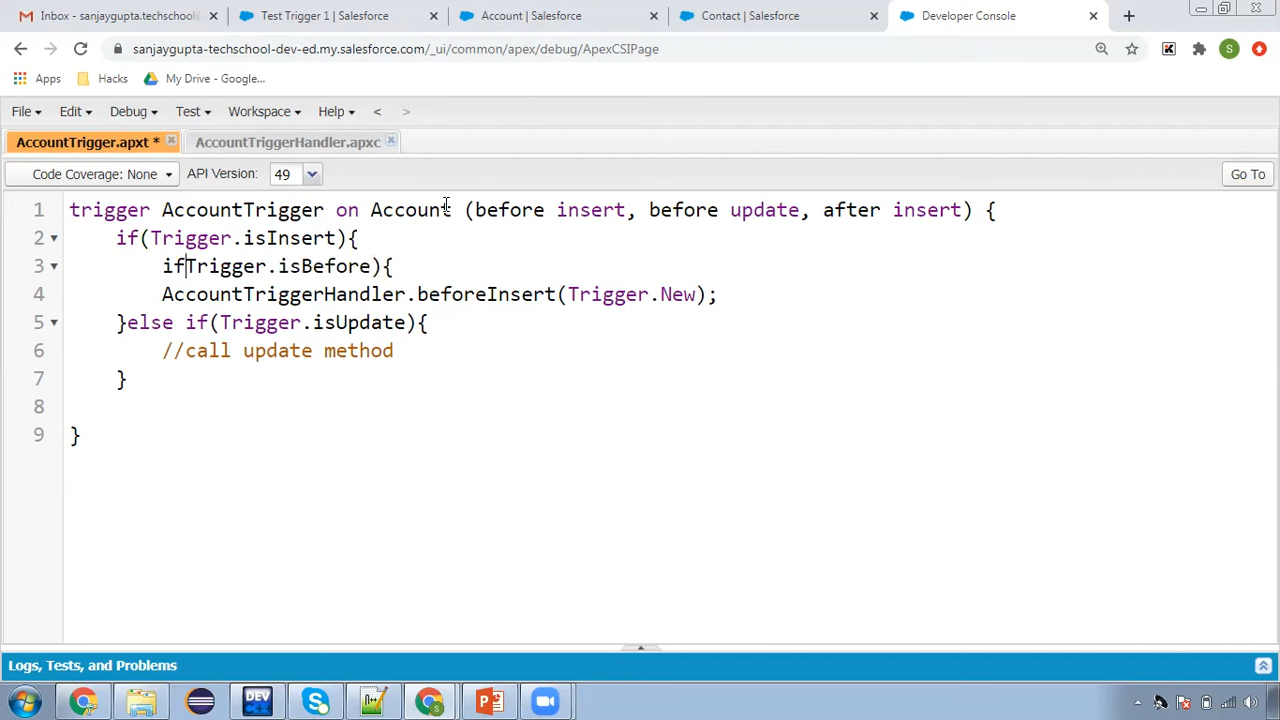 Inbox - sanjaygupta.techschool@
Test Trigger 1 | Salesforce
Account | Salesforce
Contact | Salesforce
Developer Console
sanjaygupta-techschool-dev-ed.my.salesforce.com/_ui/common/apex/debug/ApexCSIPage
S
Apps
Hacks
My Drive - Google...
File
Edit
Debug
Test
Workspace
Help
<
>
AccountTrigger.apxt *
AccountTriggerHandler.apxc
Code Coverage: None
API Version:
49
Go To
1 trigger AccountTrigger on Account (before insert, before update, after insert) {
2 if(Trigger.isInsert){
3 ifTrigger.isBefore){
4 AccountTriggerHandler.beforeInsert(Trigger.New);
5 }else if(Trigger.isUpdate){
6 //call update method
7 }
8
9 }
Logs, Tests, and Problems
DEV
C++